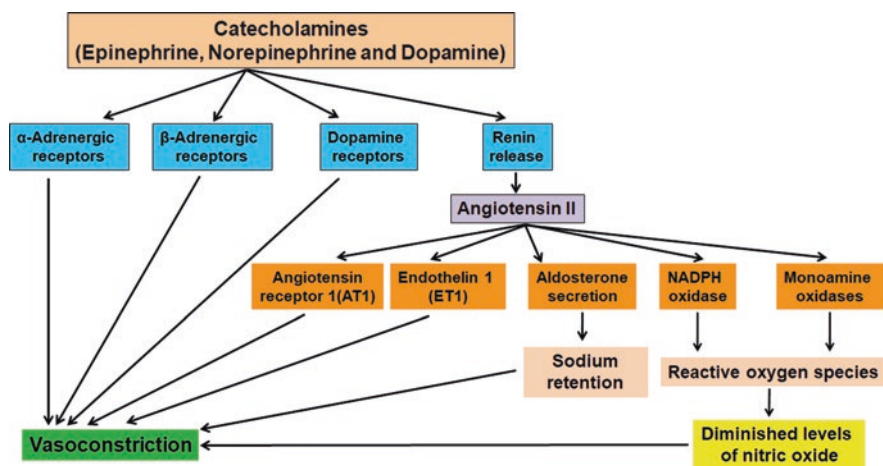 Catecholamines
(Epinephrine, Norepinephrine and Dopamine)
α-Adrenergic
receptors
β-Adrenergic
receptors
Dopamine
receptors
Renin
release
Angiotensin II
Angiotensin
receptor 1(AT1)
Endothelin 1
(ET1)
Aldosterone
secretion
NADPH
oxidase
Monoamine
oxidases
Sodium
retention
Reactive oxygen species
Vasoconstriction
Diminished levels
of nitric oxide